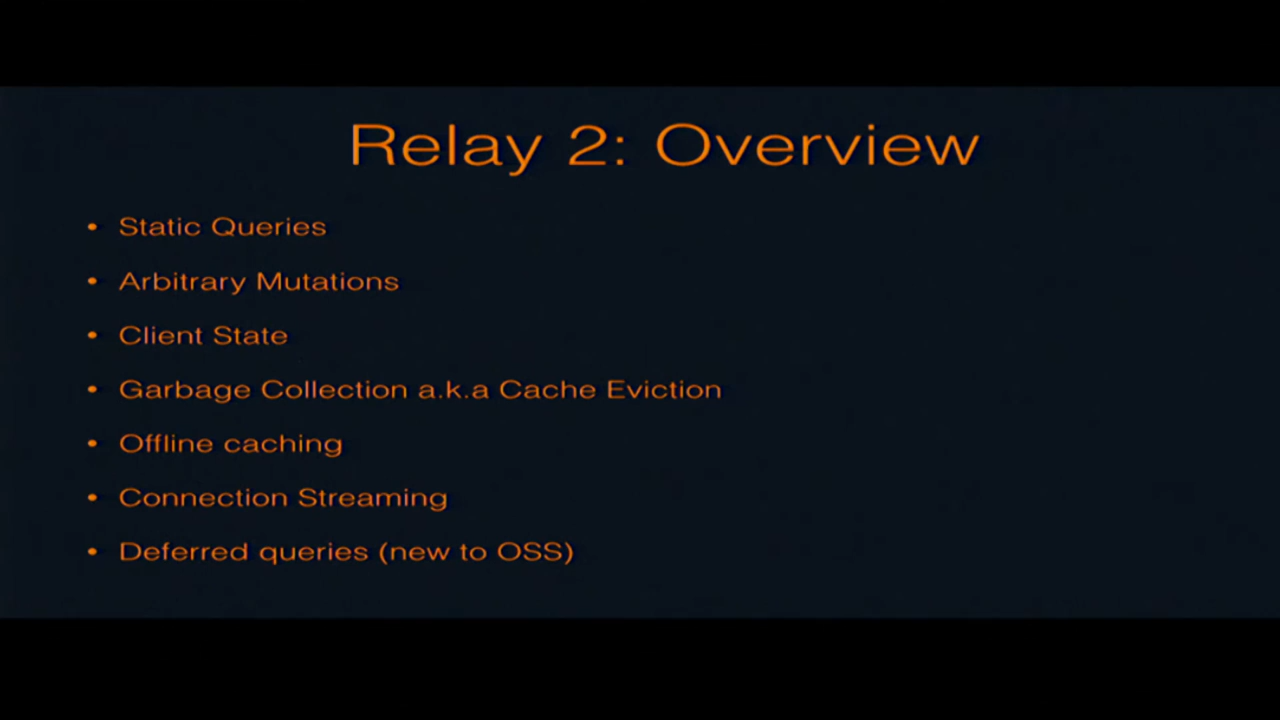 Relay 2: Overview
• Static Queries
• Arbitrary Mutations
• Client State
• Garbage Collection a.k.a Cache Eviction
• Offline caching
• Connection Streaming
• Deferred queries (new to OSS)